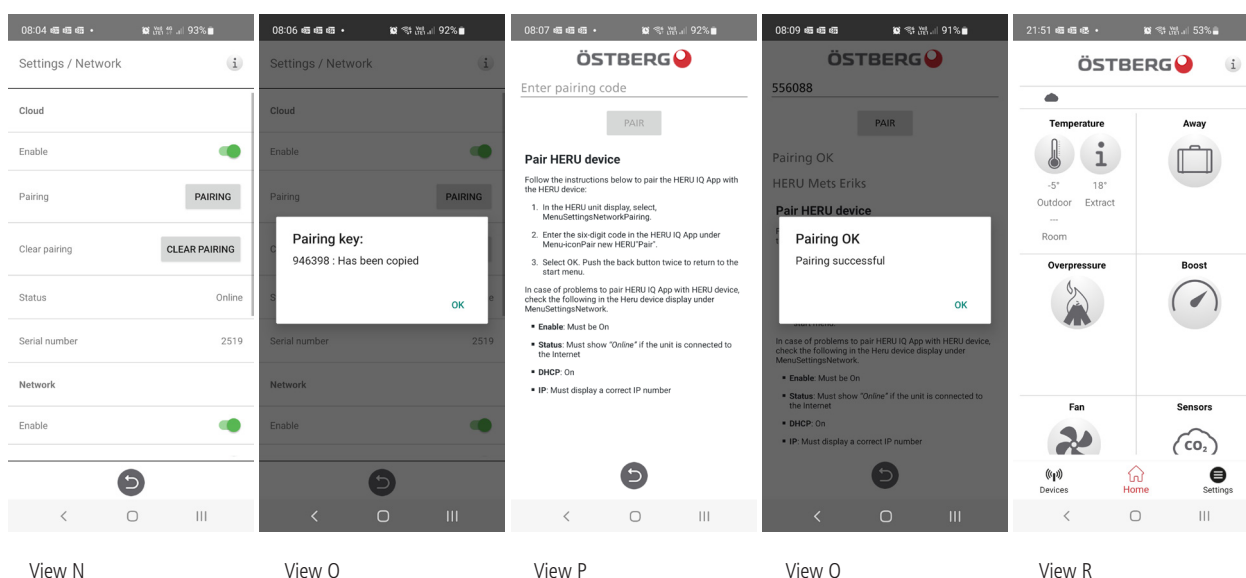 08:04
93%
Settings / Network
i
Cloud
Enable
Pairing
PAIRING
Clear pairing
CLEAR PAIRING
Status
Online
Serial number
2519
Network
Enable
View N
08:06
92%
Settings / Network
i
Cloud
Enable
Pairing
PAIRING
Pairing key:
946398 : Has been copied
OK
Serial number
2519
Network
Enable
View O
08:07
92%
ÖSTBERG
Enter pairing code
PAIR
Pair HERU device
Follow the instructions below to pair the HERU IQ App with
the HERU device:
1. In the HERU unit display, select,
MenuSettingsNetworkPairing.
2. Enter the six-digit code in the HERU IQ App under
Menu-iconPair new HERU"Pair".
3. Select OK. Push the back button twice to return to the
start menu.
In case of problems to pair HERU IQ App with HERU device,
check the following in the Heru device display under
MenuSettingsNetwork.
▪ Enable: Must be On
▪ Status: Must show "Online" if the unit is connected to
the Internet
▪ DHCP: On
▪ IP: Must display a correct IP number
View P
08:09
91%
ÖSTBERG
556088
PAIR
Pairing OK
HERU Mets Eriks
Pair HERU device
Pairing OK
Pairing successful
OK
start menu.
In case of problems to pair HERU IQ App with HERU device,
check the following in the Heru device display under
MenuSettingsNetwork.
▪ Enable: Must be On
▪ Status: Must show "Online" if the unit is connected to
the Internet
▪ DHCP: On
▪ IP: Must display a correct IP number
View Q
21:51
53%
ÖSTBERG
i
Temperature
Away
i
-5° 18°
Outdoor Extract
---
Room
Overpressure
Boost
Fan
Sensors
CO₂
Devices
Home
Settings
View R